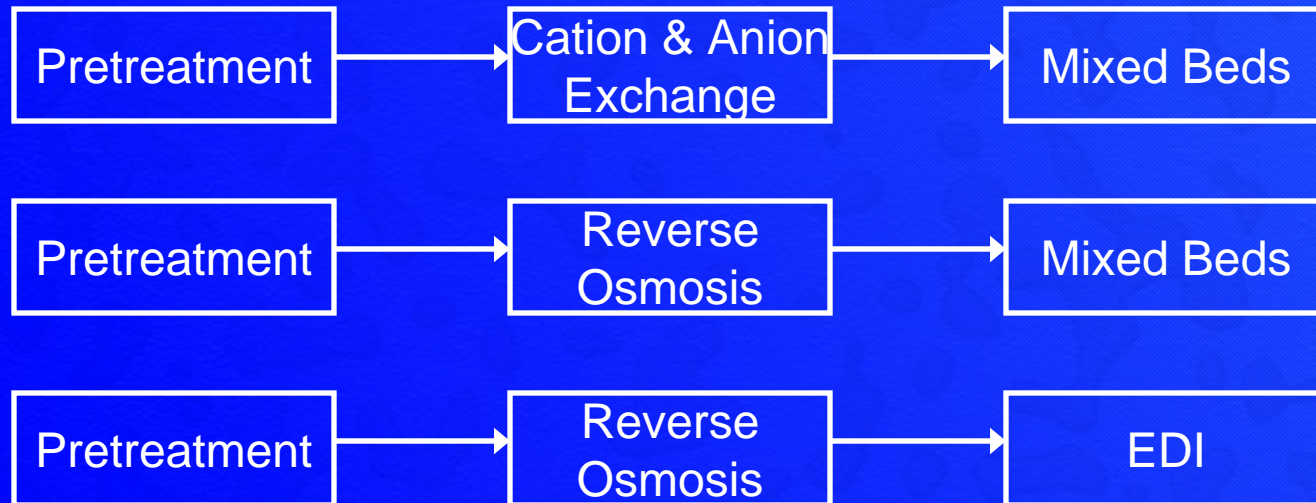 Pretreatment
Cation & Anion
Exchange
Mixed Beds
Pretreatment
Reverse
Osmosis
Mixed Beds
Pretreatment
Reverse
Osmosis
EDI